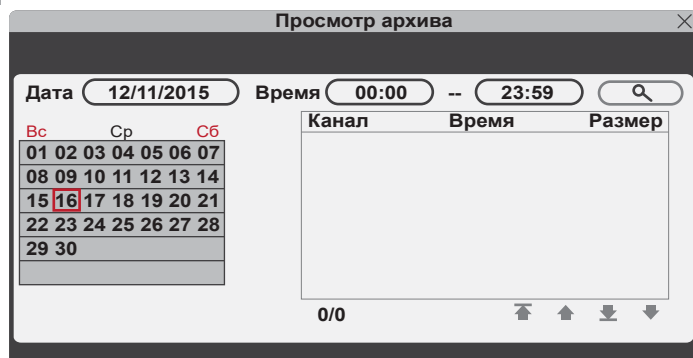 Просмотр архива
Дата 12/11/2015 Время 00:00 -- 23:59
Канал Время Размер
Вс Ср Сб
01 02 03 04 05 06 07
08 09 10 11 12 13 14
15 16 17 18 19 20 21
22 23 24 25 26 27 28
29 30
0/0